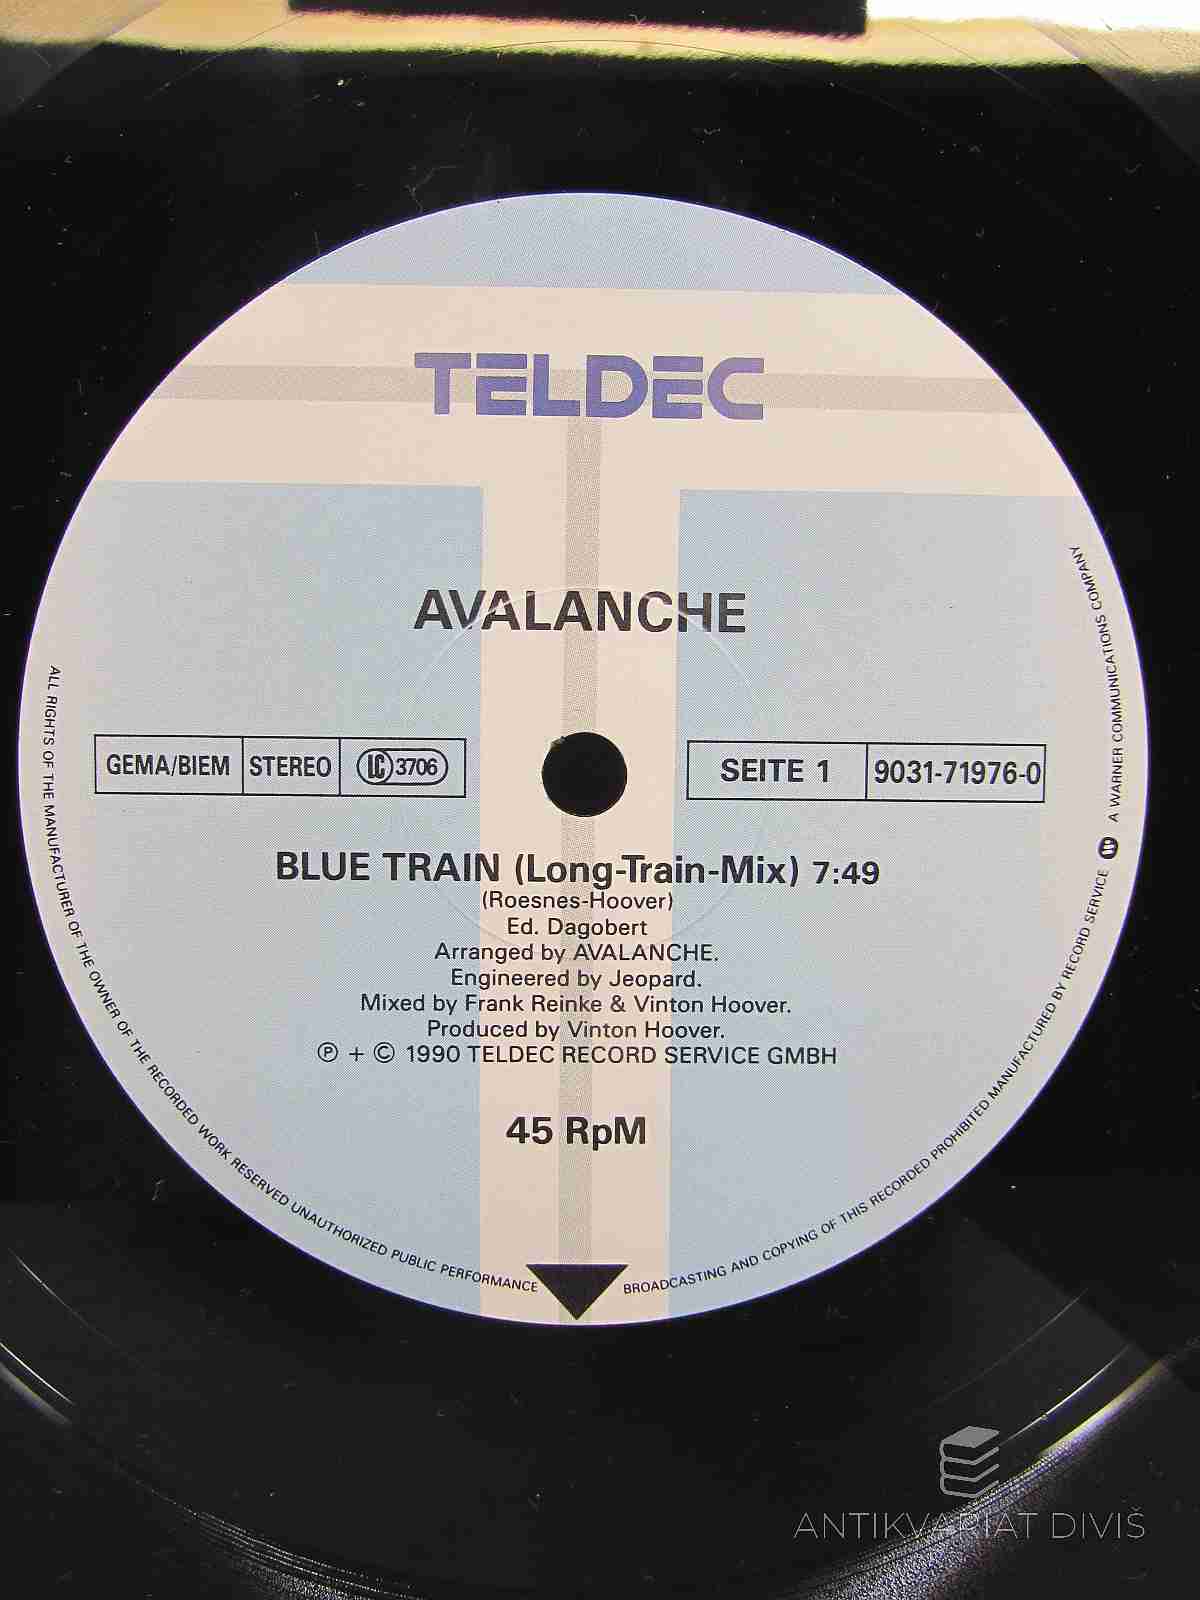 TELDEC
AVALANCHE
GEMA/BIEM STEREO LC 3706
SEITE 1 9031-71976-0
BLUE TRAIN (Long-Train-Mix) 7:49
(Roesnes-Hoover)
Ed. Dagobert
Arranged by AVALANCHE.
Engineered by Jeopard.
Mixed by Frank Reinke & Vinton Hoover.
Produced by Vinton Hoover.
℗ + © 1990 TELDEC RECORD SERVICE GMBH
45 RpM
ALL RIGHTS OF THE MANUFACTURER OF THE OWNER OF THE RECORDED WORK RESERVED UNAUTHORIZED PUBLIC PERFORMANCE
BROADCASTING AND COPYING OF THIS RECORDED PROHIBITED MANUFACTURED BY RECORD SERVICE A WARNER COMMUNICATIONS COMPANY
ANTIKVARIAT DIVIŠ